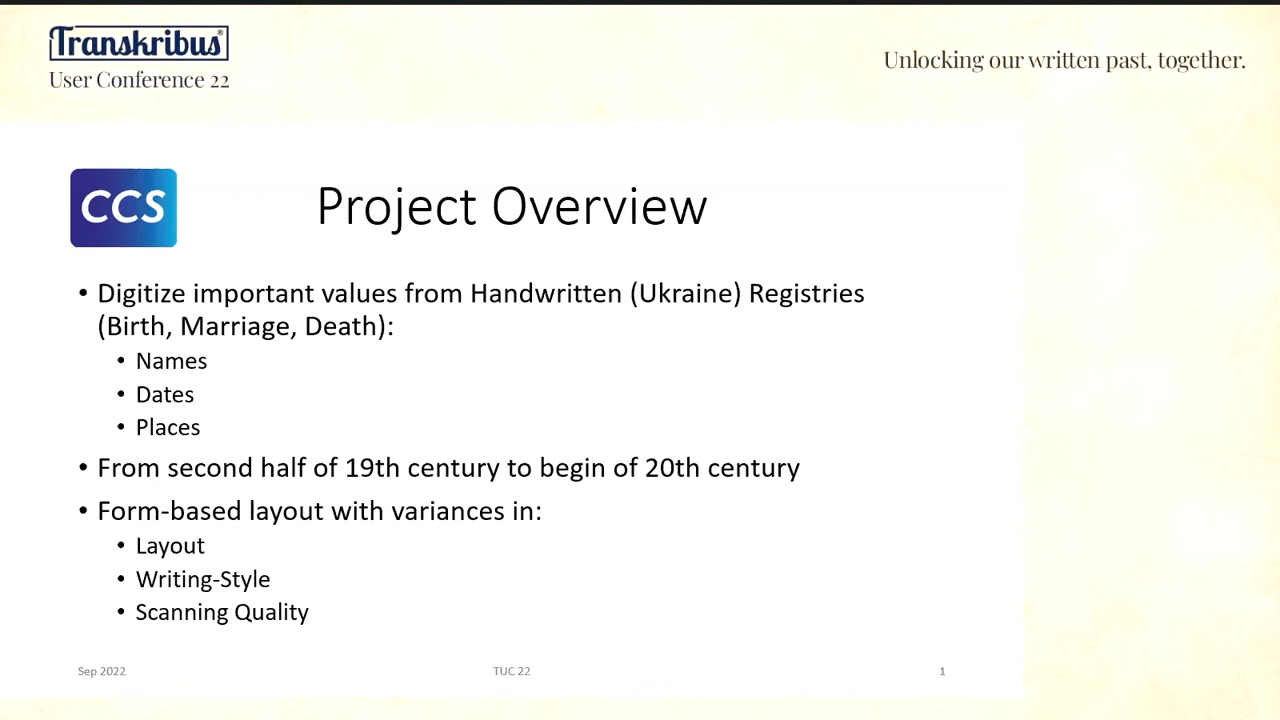 Transkribus®
User Conference 22
Unlocking our written past, together.
CCS
Project Overview
• Digitize important values from Handwritten (Ukraine) Registries
(Birth, Marriage, Death):
• Names
• Dates
• Places
• From second half of 19th century to begin of 20th century
• Form-based layout with variances in:
• Layout
• Writing-Style
• Scanning Quality
Sep 2022
TUC 22
1